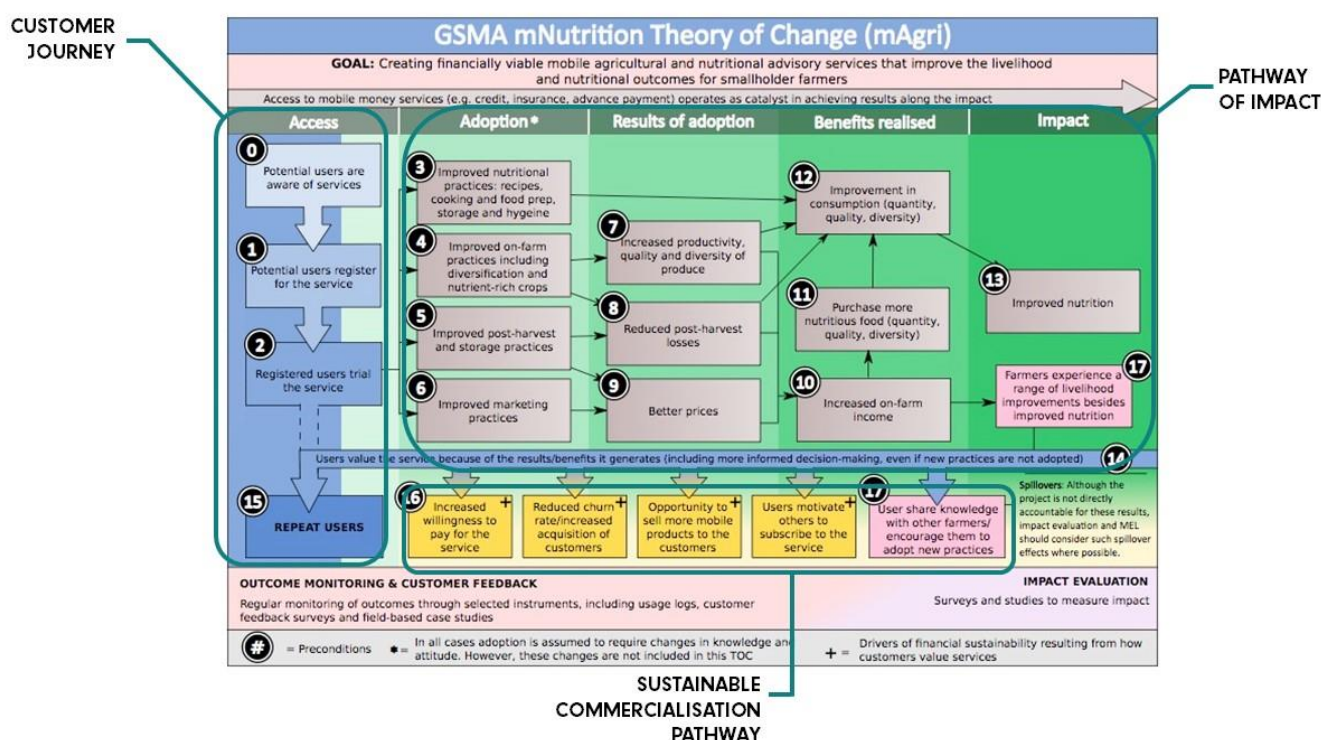 CUSTOMER
JOURNEY
GSMA mNutrition Theory of Change (mAgri)
GOAL: Creating financially viable mobile agricultural and nutritional advisory services that improve the livelihood
and nutritional outcomes for smallholder farmers
Access to mobile money services (e.g. credit, insurance, advance payment) operates as catalyst in achieving results along the impact
PATHWAY
OF IMPACT
Access
Adoption*
Results of adoption
Benefits realised
Impact
0
Potential users are
aware of services
1
Potential users register
for the service
2
Registered users trial
the service
3
Improved nutritional
practices: recipes,
cooking and food prep,
storage and hygeine
4
Improved on-farm
practices including
diversification and
nutrient-rich crops
5
Improved post-harvest
and storage practices
6
Improved marketing
practices
7
Increased productivity,
quality and diversity of
produce
8
Reduced post-harvest
losses
9
Better prices
12
Improvement in
consumption (quantity,
quality, diversity)
11
Purchase more
nutritious food (quantity,
quality, diversity)
10
Increased on-farm
income
13
Improved nutrition
17
Farmers experience a
range of livelihood
improvements besides
improved nutrition
Users value the service because of the results/benefits it generates (including more informed decision-making, even if new practices are not adopted)
14
15
REPEAT USERS
16
Increased
willingness to
pay for the
service
+
Reduced churn
rate/increased
acquisition of
customers
+
Opportunity to
sell more mobile
products to the
customers
+
Users motivate
others to
subscribe to the
service
+
17
User share knowledge
with other farmers/
encourage them to
adopt new practices
Spillovers: Although the
project is not directly
accountable for these results,
impact evaluation and MEL
should consider such spillover
effects where possible.
OUTCOME MONITORING & CUSTOMER FEEDBACK
Regular monitoring of outcomes through selected instruments, including usage logs, customer
feedback surveys and field-based case studies
IMPACT EVALUATION
Surveys and studies to measure impact
# = Preconditions
* = In all cases adoption is assumed to require changes in knowledge and
attitude. However, these changes are not included in this TOC
+ = Drivers of financial sustainability resulting from how
customers value services
SUSTAINABLE
COMMERCIALISATION
PATHWAY